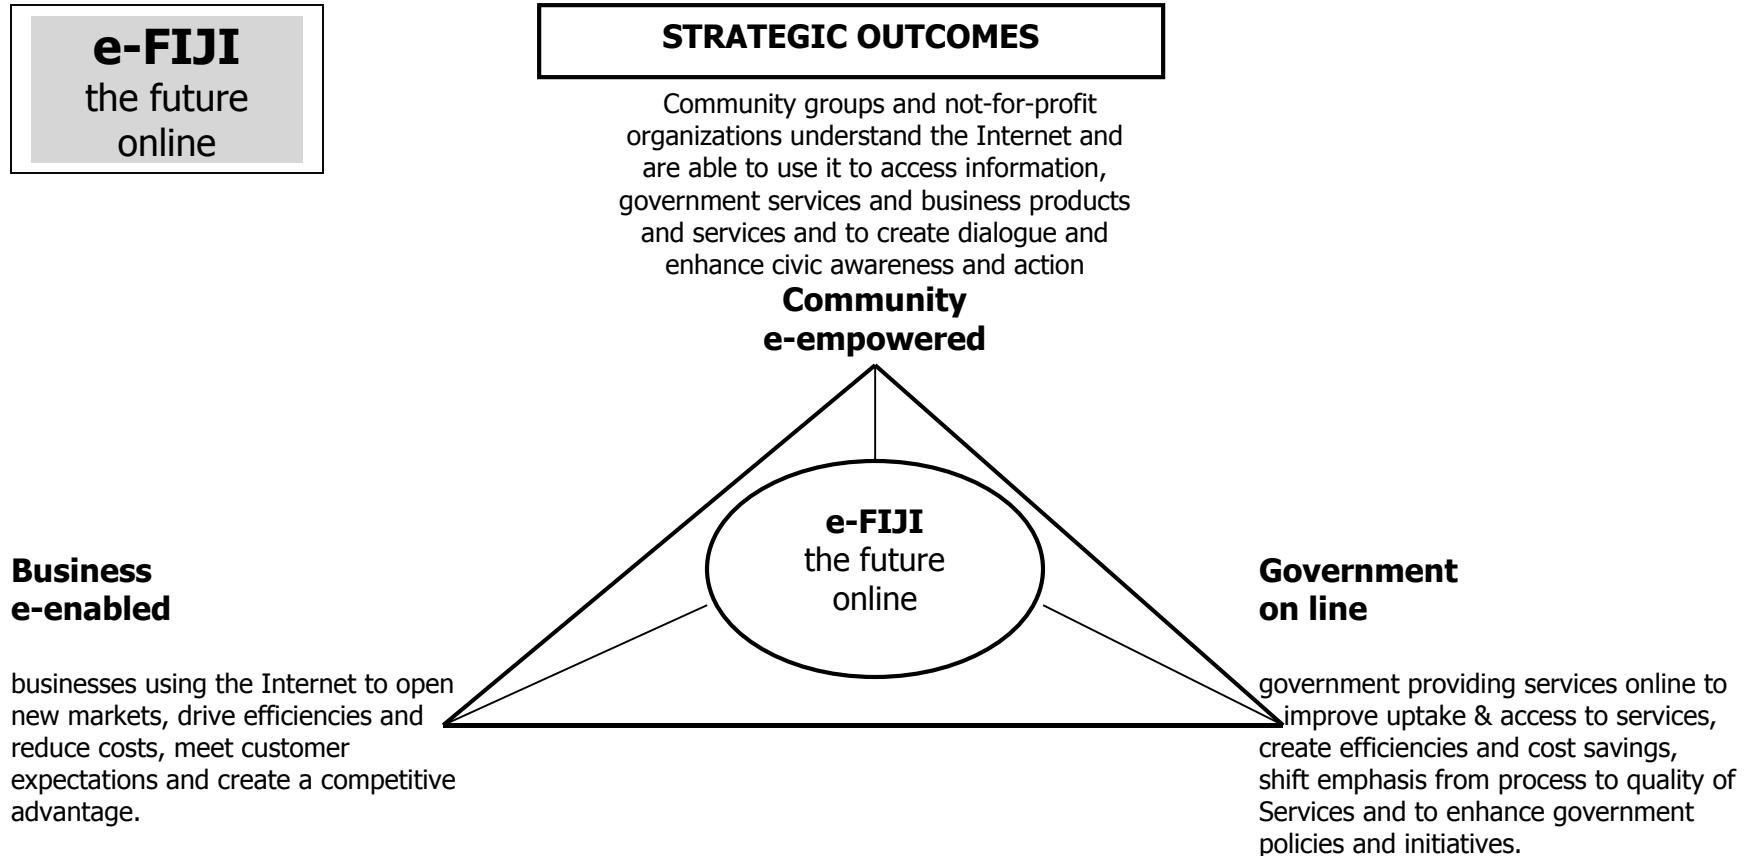 e-FIJI
the future
online
STRATEGIC OUTCOMES
Community groups and not-for-profit
organizations understand the Internet and
are able to use it to access information,
government services and business products
and services and to create dialogue and
enhance civic awareness and action
Community
e-empowered
e-FIJI
the future
online
Business
e-enabled
businesses using the Internet to open
new markets, drive efficiencies and
reduce costs, meet customer
expectations and create a competitive
advantage.
Government
on line
government providing services online to
improve uptake & access to services,
create efficiencies and cost savings,
shift emphasis from process to quality of
Services and to enhance government
policies and initiatives.